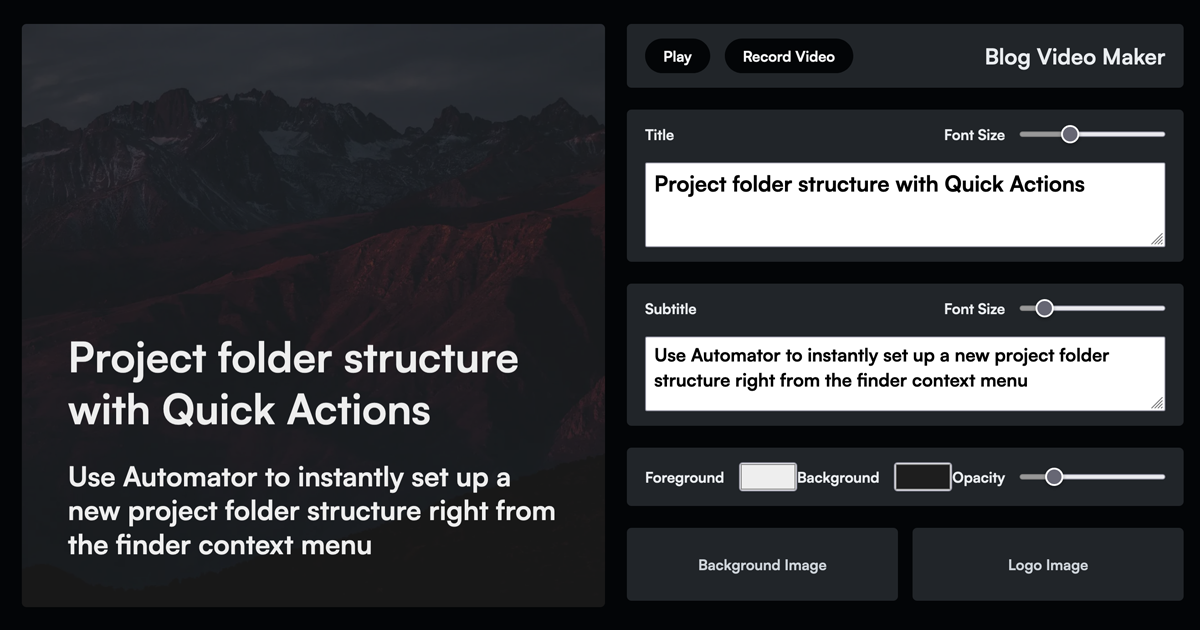 Project folder structure
with Quick Actions
Use Automator to instantly set up a
new project folder structure right from
the finder context menu
Play
Record Video
Blog Video Maker
Title
Font Size
Project folder structure with Quick Actions
Subtitle
Font Size
Use Automator to instantly set up a new project folder
structure right from the finder context menu
Foreground
Background
Opacity
Background Image
Logo Image